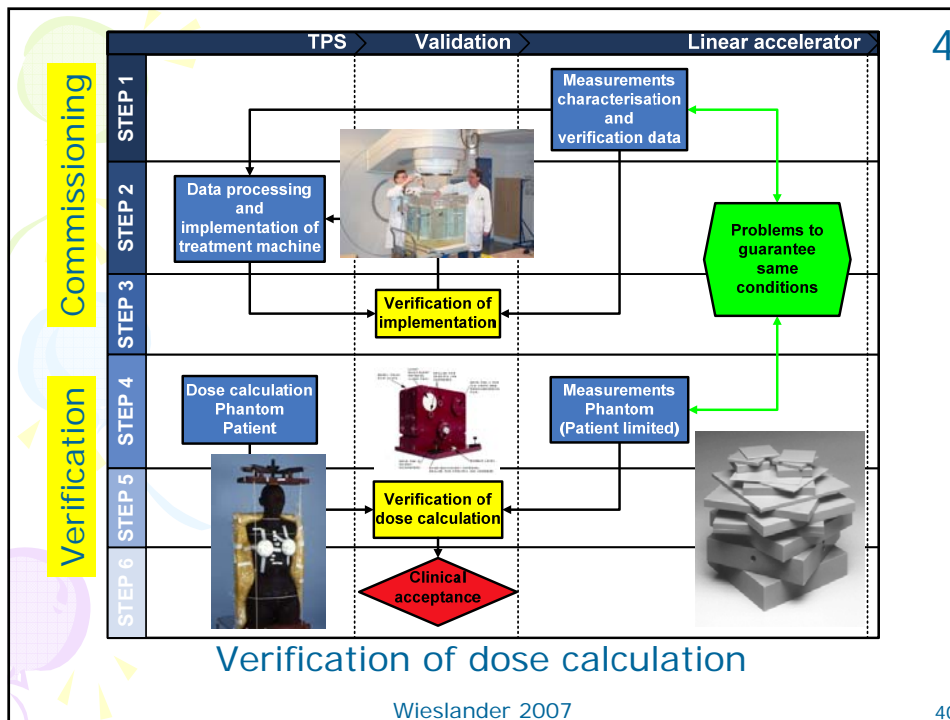 4
TPS
Validation
Linear accelerator
Commissioning
STEP 1
Measurements
characterisation
and
verification data
STEP 2
Data processing
and
implementation of
treatment machine
Problems to
guarantee
same
conditions
STEP 3
Verification of
implementation
Verification
STEP 4
Dose calculation
Phantom
Patient
Measurements
Phantom
(Patient limited)
STEP 5
Verification of
dose calculation
STEP 6
Clinical
acceptance
Verification of dose calculation
Wieslander 2007
40